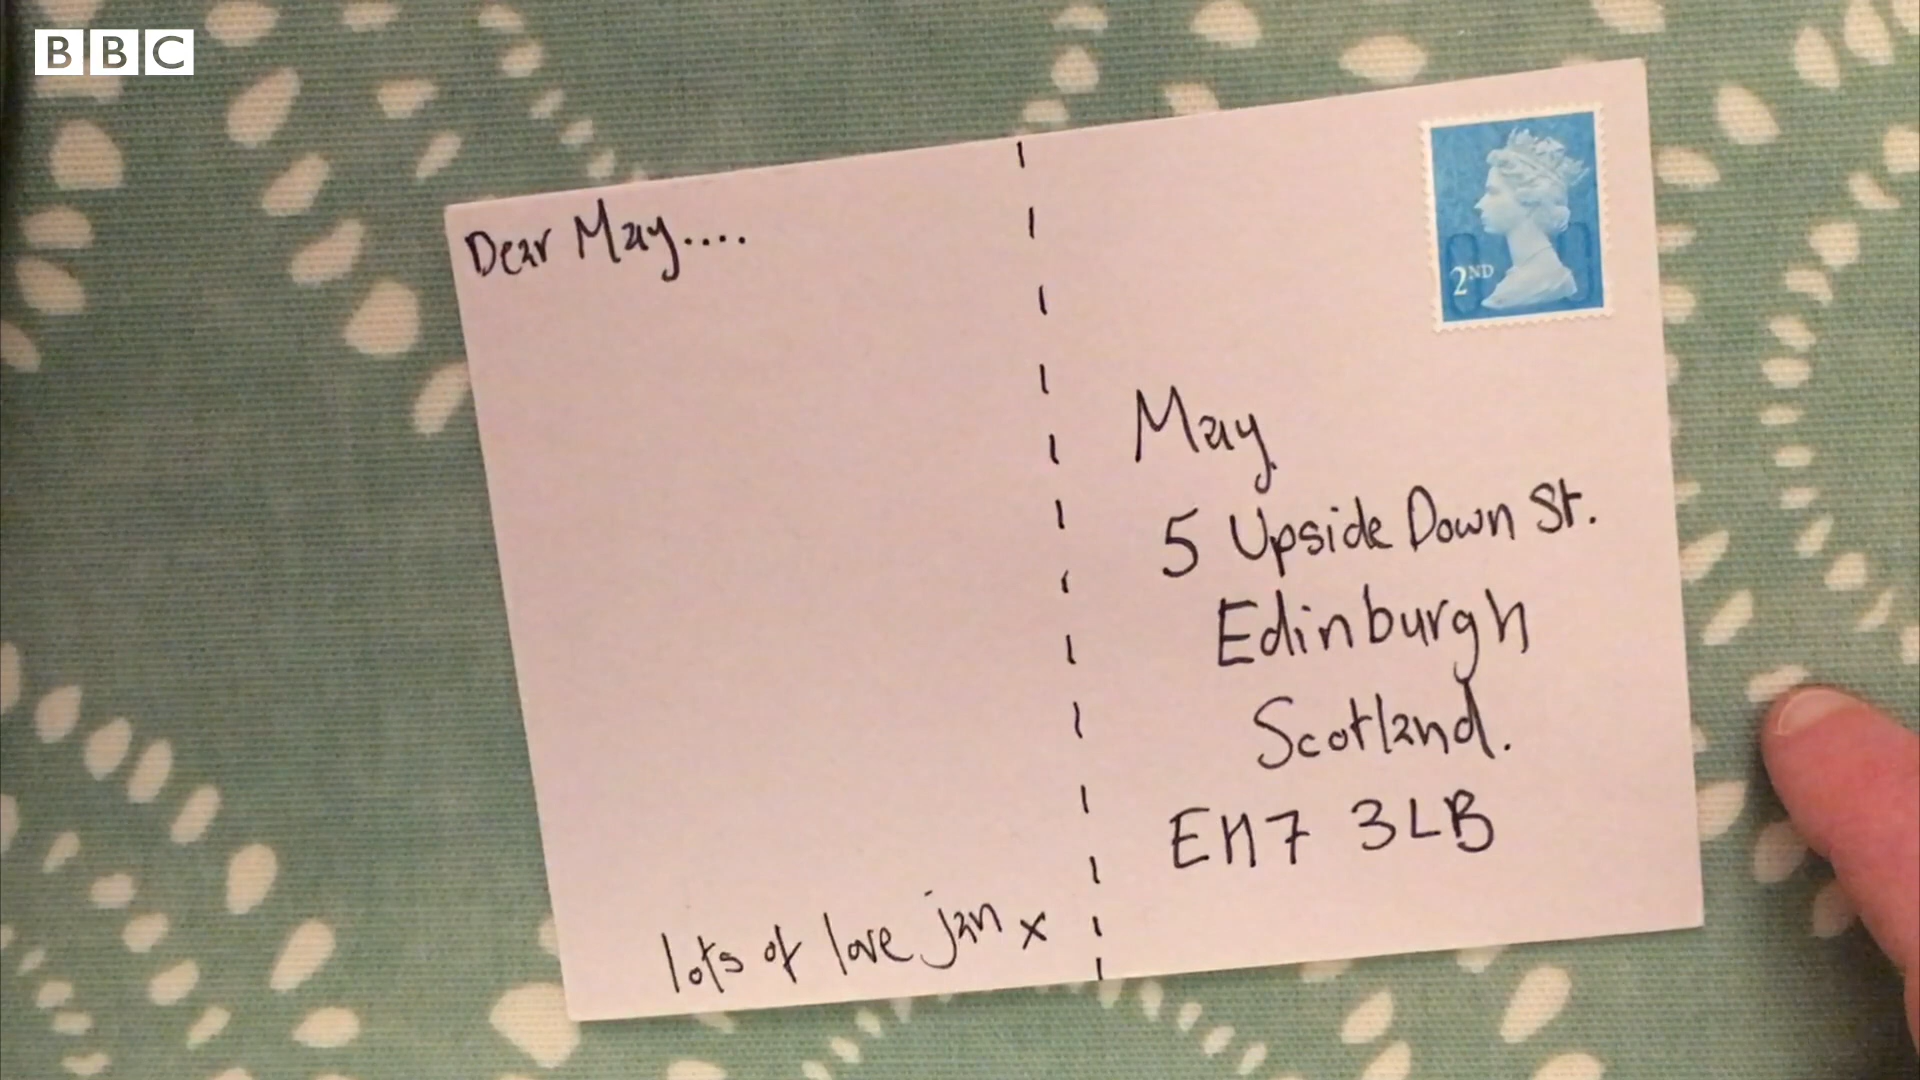 BBC
Dear May....
2ND
May
5 Upside Down St.
Edinburgh
Scotland.
EH7 3LB
lots of love jan x